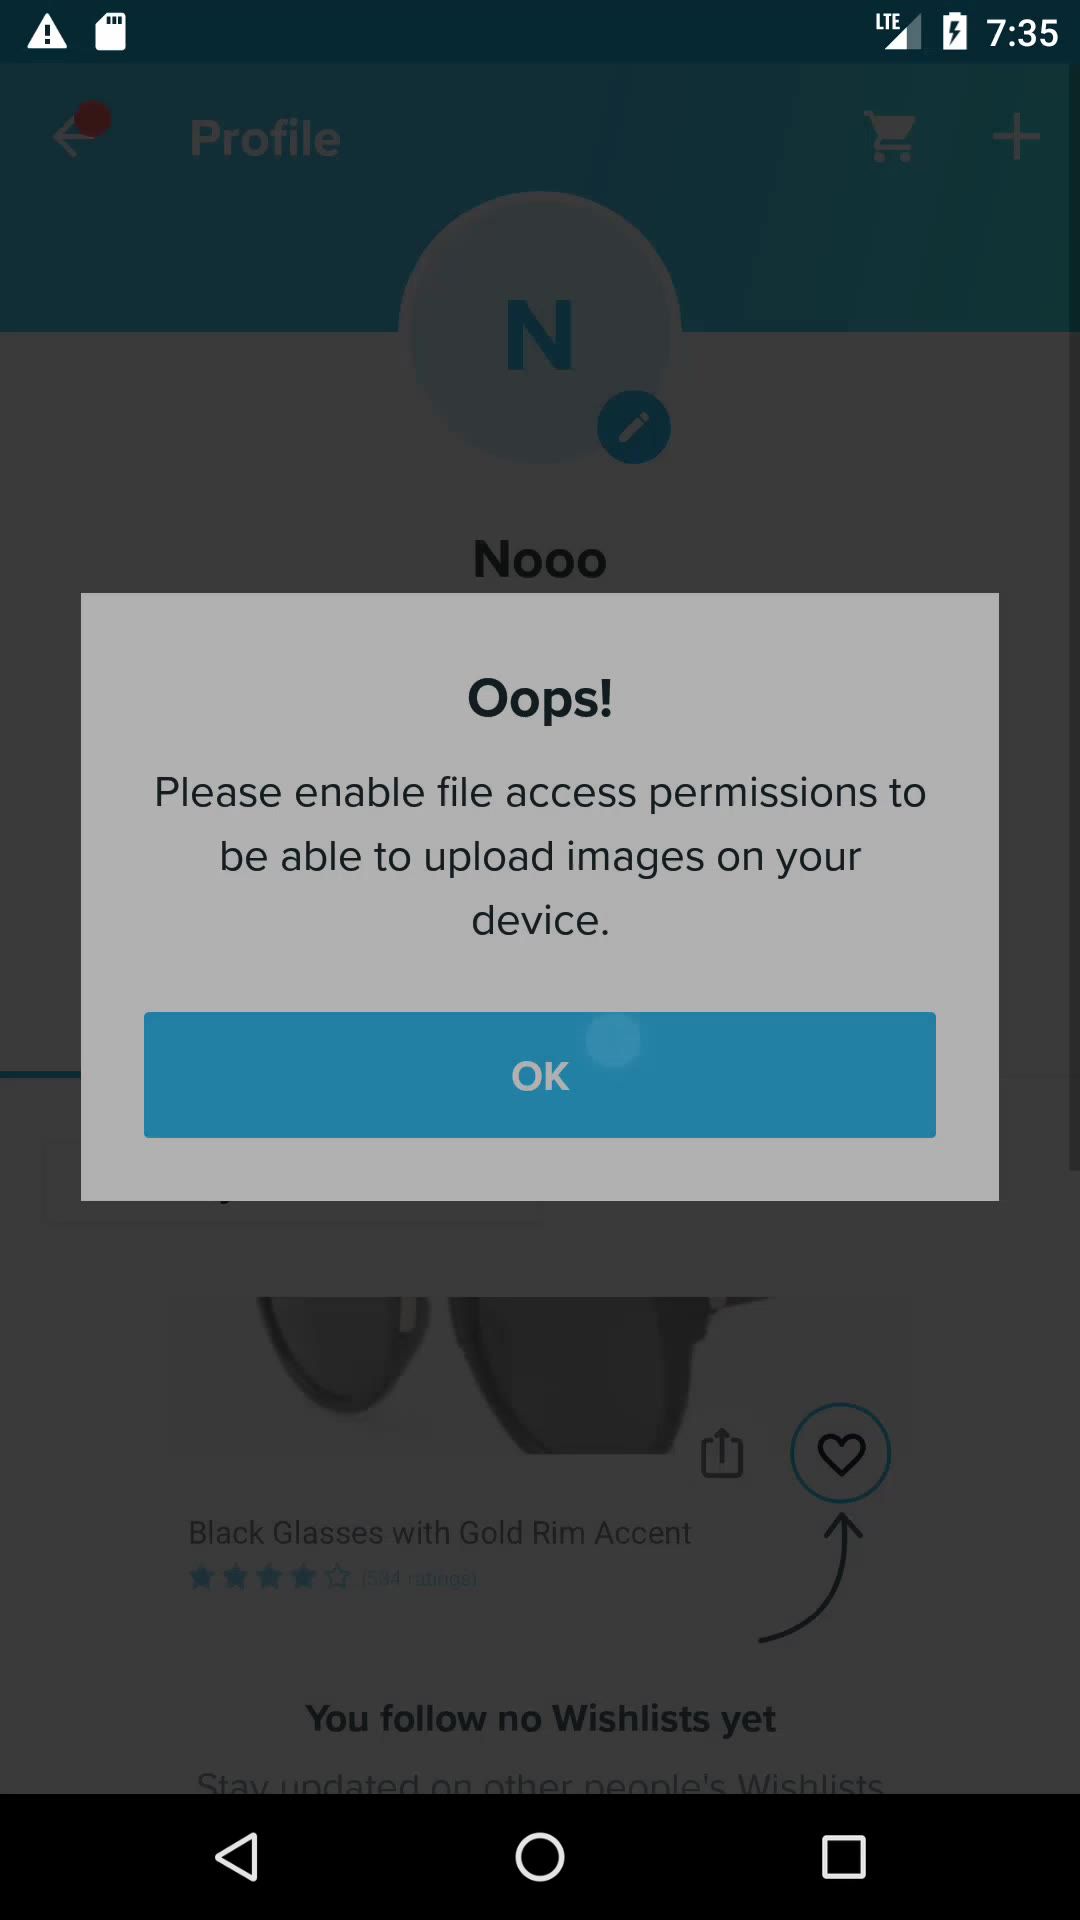 LTE 7:35
Profile
N
Nooo
Oops!
Please enable file access permissions to
be able to upload images on your
device.
OK
Black Glasses with Gold Rim Accent
(534 ratings)
You follow no Wishlists yet
Stay updated on other people's Wishlists